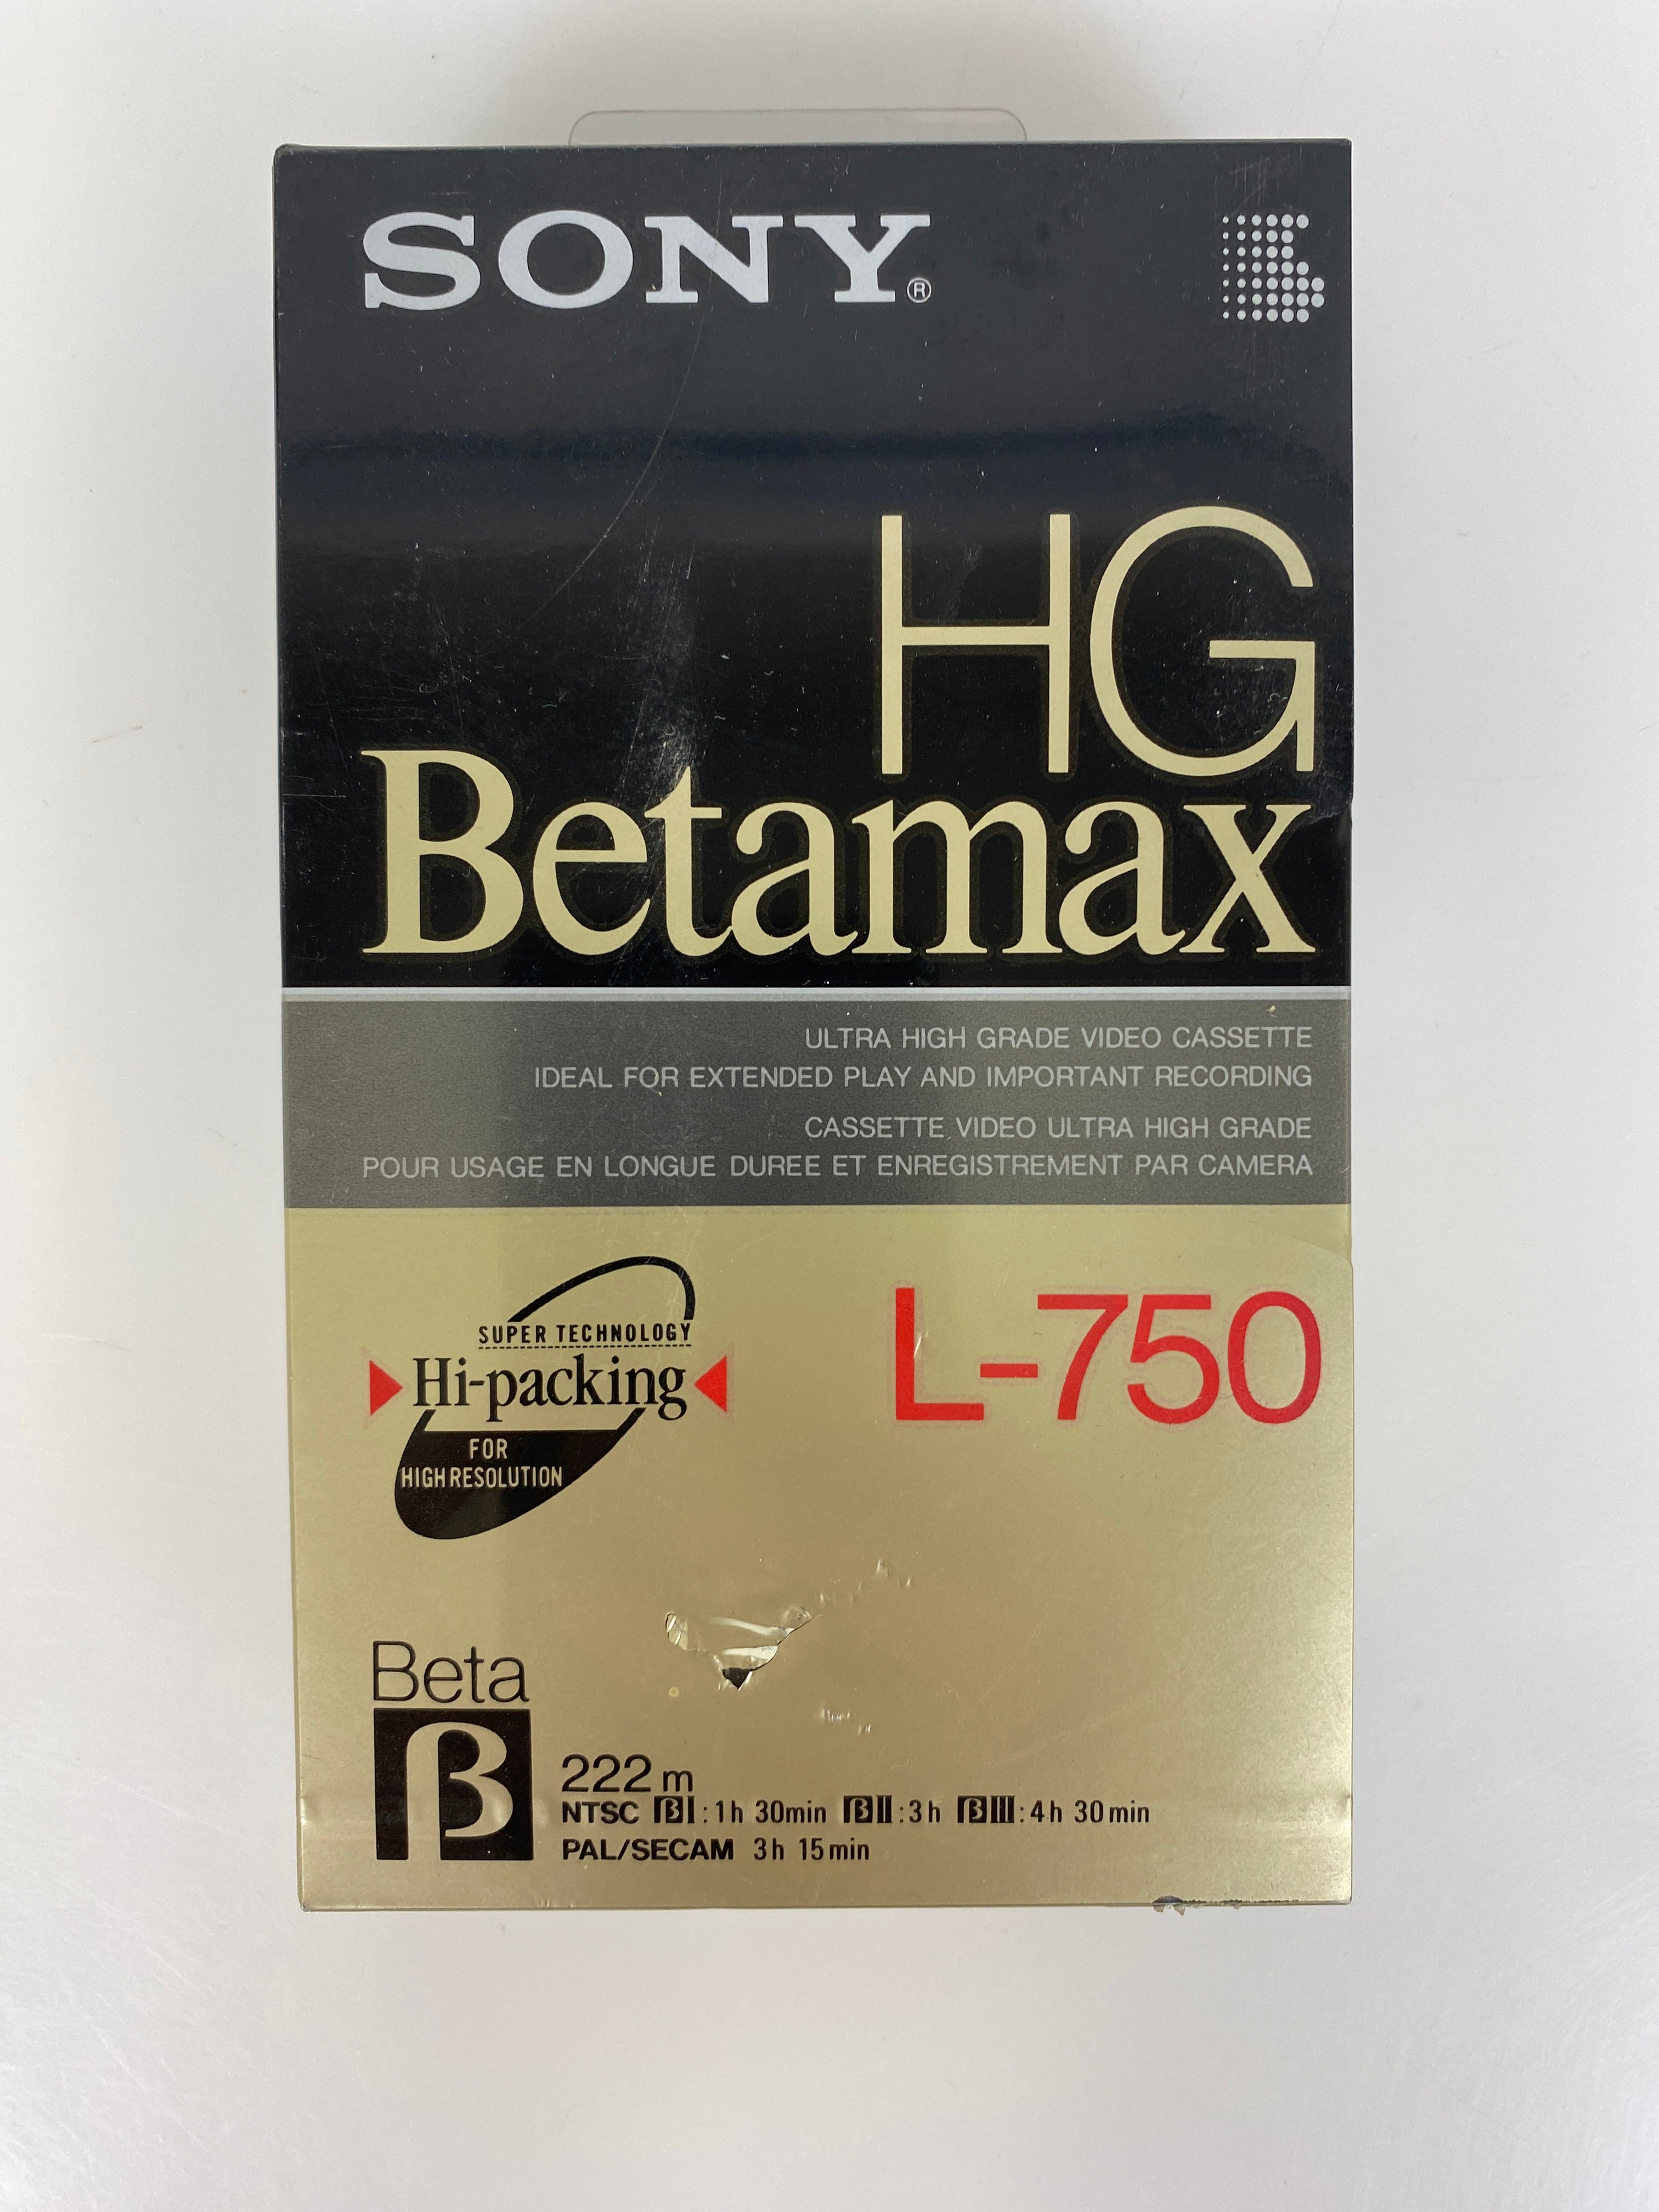 SONY®
HG
Betamax
ULTRA HIGH GRADE VIDEO CASSETTE
IDEAL FOR EXTENDED PLAY AND IMPORTANT RECORDING
CASSETTE VIDEO ULTRA HIGH GRADE
POUR USAGE EN LONGUE DUREE ET ENREGISTREMENT PAR CAMERA
SUPER TECHNOLOGY
Hi-packing
FOR
HIGH RESOLUTION
L-750
Beta
β
222 m
NTSC βI : 1h 30min βII : 3h βIII : 4h 30min
PAL/SECAM 3h 15min